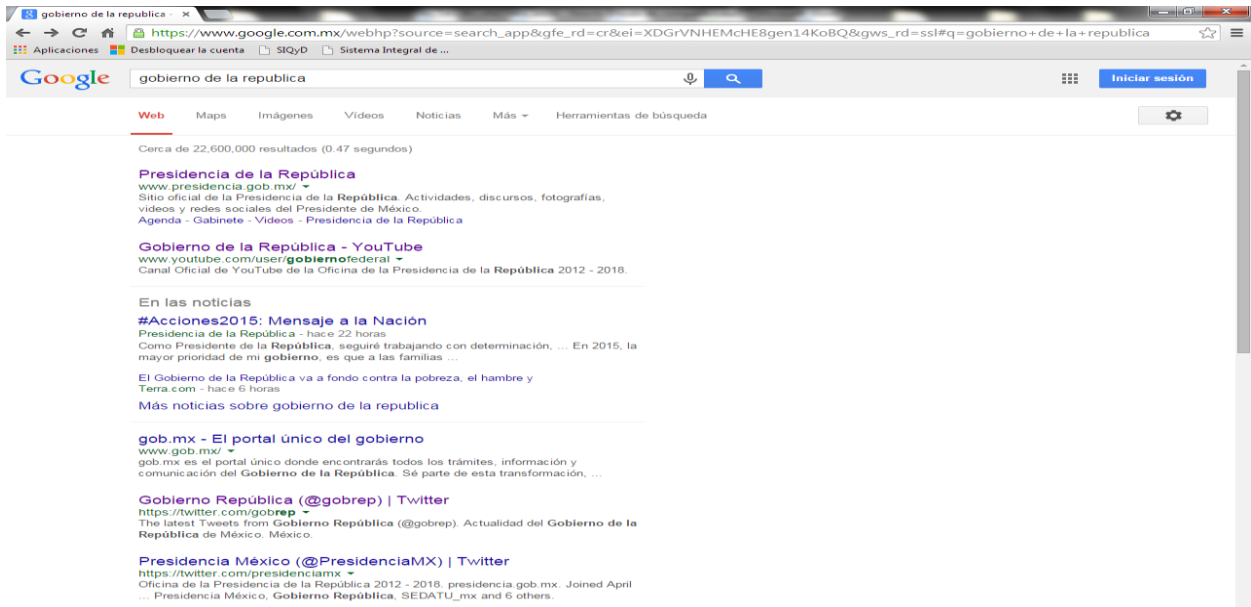 gobierno de la republica -
https://www.google.com.mx/webhp?source=search_app&gfe_rd=cr&ei=XDGrVNHEMcHE8gen14KoBQ&gws_rd=ssl#q=gobierno+de+la+republica
Aplicaciones Desbloquear la cuenta SIQyD Sistema Integral de ...
Google gobierno de la republica Iniciar sesión
Web Maps Imágenes Vídeos Noticias Más Herramientas de búsqueda
Cerca de 22,600,000 resultados (0.47 segundos)
Presidencia de la República
www.presidencia.gob.mx/
Sitio oficial de la Presidencia de la República. Actividades, discursos, fotografías,
videos y redes sociales del Presidente de México.
Agenda - Gabinete - Videos - Presidencia de la República
Gobierno de la República - YouTube
www.youtube.com/user/gobiernofederal
Canal Oficial de YouTube de la Oficina de la Presidencia de la República 2012 - 2018.
En las noticias
#Acciones2015: Mensaje a la Nación
Presidencia de la República - hace 22 horas
Como Presidente de la República, seguiré trabajando con determinación, ... En 2015, la
mayor prioridad de mi gobierno, es que a las familias ...
El Gobierno de la República va a fondo contra la pobreza, el hambre y
Terra.com - hace 6 horas
Más noticias sobre gobierno de la republica
gob.mx - El portal único del gobierno
www.gob.mx/
gob.mx es el portal único donde encontrarás todos los trámites, información y
comunicación del Gobierno de la República. Sé parte de esta transformación, ...
Gobierno República (@gobrep) | Twitter
https://twitter.com/gobrep
The latest Tweets from Gobierno República (@gobrep). Actualidad del Gobierno de la
República de México. México.
Presidencia México (@PresidenciaMX) | Twitter
https://twitter.com/presidenciamx
Oficina de la Presidencia de la República 2012 - 2018. presidencia.gob.mx. Joined April
... Presidencia México, Gobierno República, SEDATU_mx and 6 others.